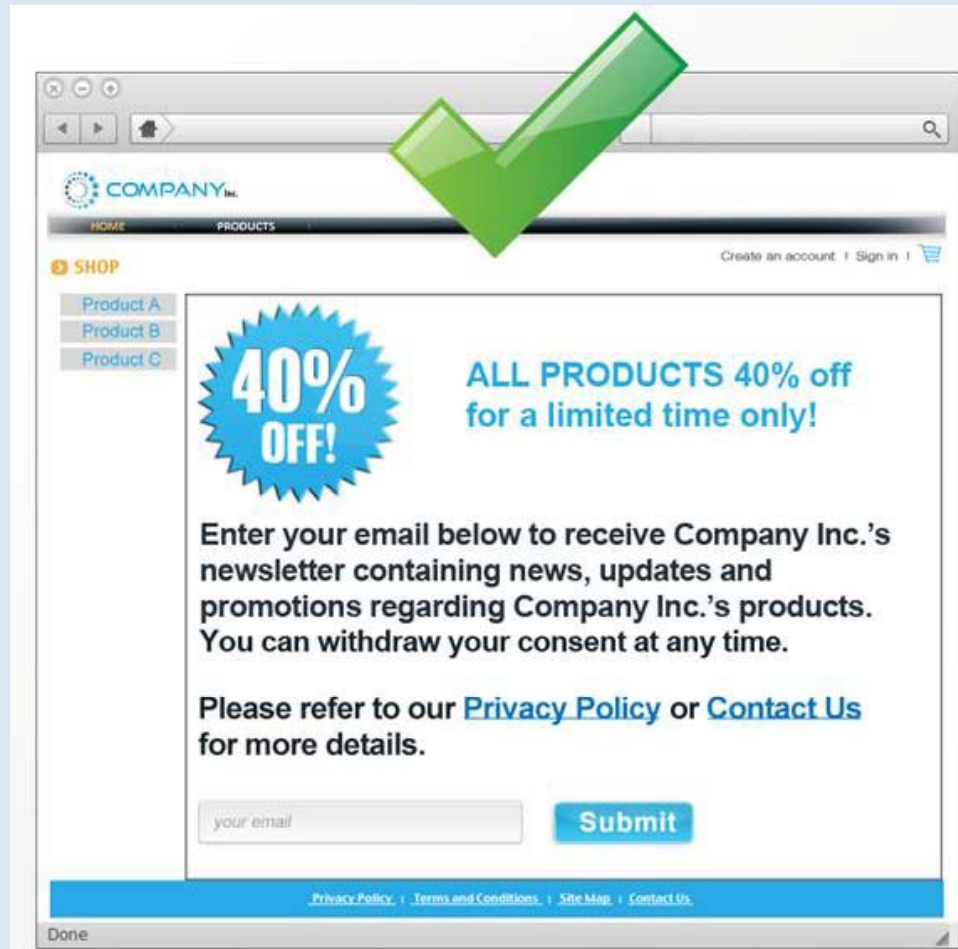 COMPANY Inc.
HOME PRODUCTS
Create an account | Sign in |
SHOP
Product A
Product B
Product C
40%
OFF!
ALL PRODUCTS 40% off
for a limited time only!
Enter your email below to receive Company Inc.'s
newsletter containing news, updates and
promotions regarding Company Inc.'s products.
You can withdraw your consent at any time.
Please refer to our Privacy Policy or Contact Us
for more details.
your email
Submit
Privacy Policy | Terms and Conditions | Site Map | Contact Us
Done